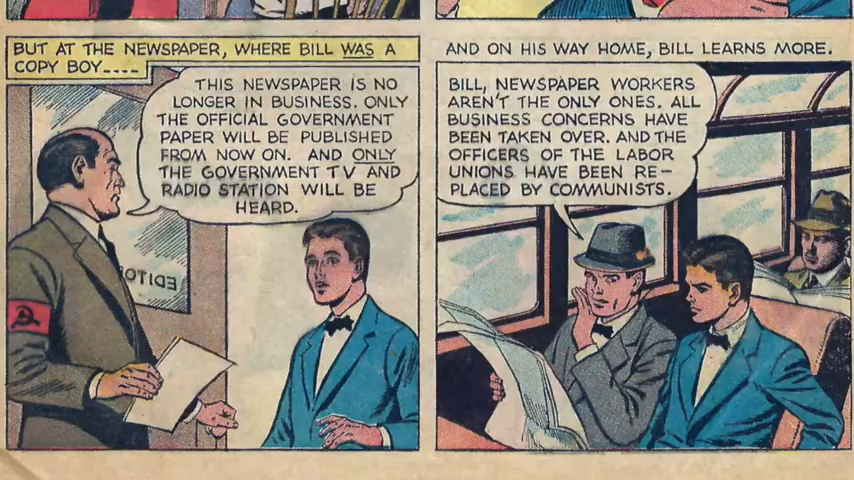 BUT AT THE NEWSPAPER, WHERE BILL WAS A
COPY BOY----
THIS NEWSPAPER IS NO
LONGER IN BUSINESS. ONLY
THE OFFICIAL GOVERNMENT
PAPER WILL BE PUBLISHED
FROM NOW ON. AND ONLY
THE GOVERNMENT TV AND
RADIO STATION WILL BE
HEARD.
EDITO
AND ON HIS WAY HOME, BILL LEARNS MORE.
BILL, NEWSPAPER WORKERS
AREN'T THE ONLY ONES. ALL
BUSINESS CONCERNS HAVE
BEEN TAKEN OVER. AND THE
OFFICERS OF THE LABOR
UNIONS HAVE BEEN RE-
PLACED BY COMMUNISTS.